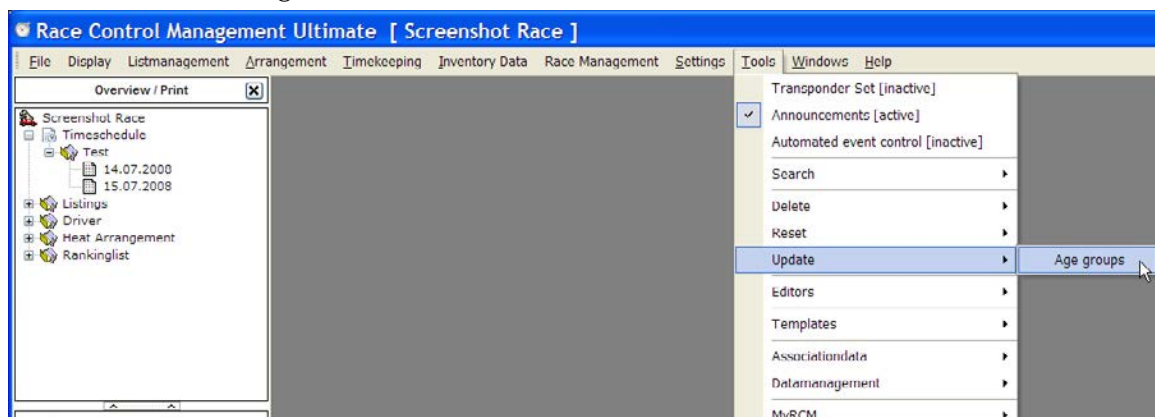 Race Control Management Ultimate [ Screenshot Race ]
File Display Listmanagement Arrangement Timekeeping Inventory Data Race Management Settings Tools Windows Help
Overview / Print
Screenshot Race
Timeschedule
Test
14.07.2008
15.07.2008
Listings
Driver
Heat Arrangement
Rankinglist
Transponder Set [inactive]
Announcements [active]
Automated event control [inactive]
Search
Delete
Reset
Update
Age groups
Editors
Templates
Associationdata
Datamanagement
MyRCM